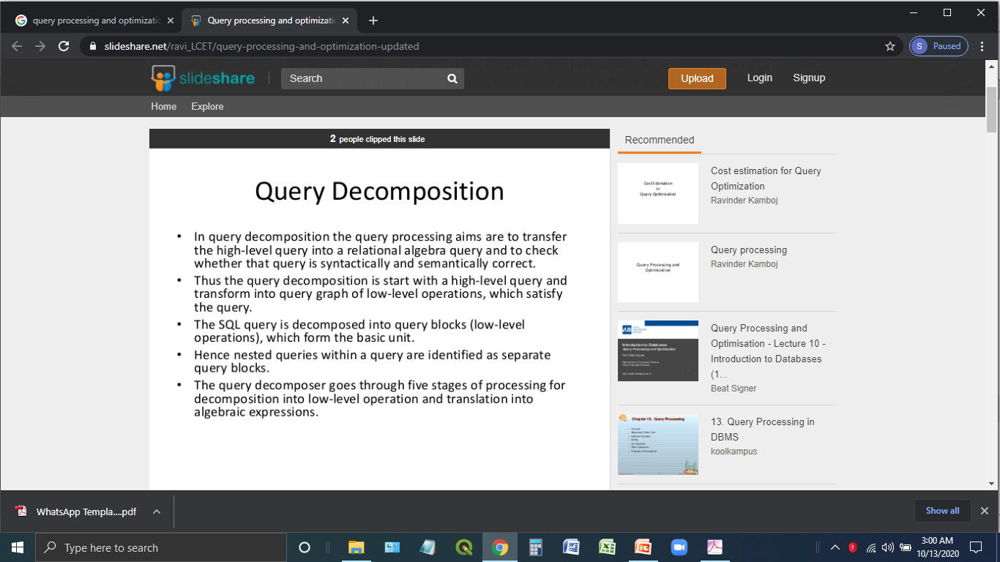 query processing and optimizatic
Query processing and optimizati
slideshare.net/ravi_LCET/query-processing-and-optimization-updated
S Paused
slideshare
Search
Upload
Login
Signup
Home
Explore
2 people clipped this slide
Query Decomposition
• In query decomposition the query processing aims are to transfer
the high-level query into a relational algebra query and to check
whether that query is syntactically and semantically correct.
• Thus the query decomposition is start with a high-level query and
transform into query graph of low-level operations, which satisfy
the query.
• The SQL query is decomposed into query blocks (low-level
operations), which form the basic unit.
• Hence nested queries within a query are identified as separate
query blocks.
• The query decomposer goes through five stages of processing for
decomposition into low-level operation and translation into
algebraic expressions.
Recommended
Cost Estimation
in
Query Optimization
Cost estimation for Query
Optimization
Ravinder Kamboj
Query Processing and
Optimization
Query processing
Ravinder Kamboj
VUB
Introduction to Databases
Query Processing and Optimisation
Prof. Beat Signer
Query Processing and
Optimisation - Lecture 10 -
Introduction to Databases
(1...
Beat Signer
Chapter 13: Query Processing
13. Query Processing in
DBMS
koolkampus
WhatsApp Templa....pdf
Show all
Type here to search
3:00 AM
10/13/2020